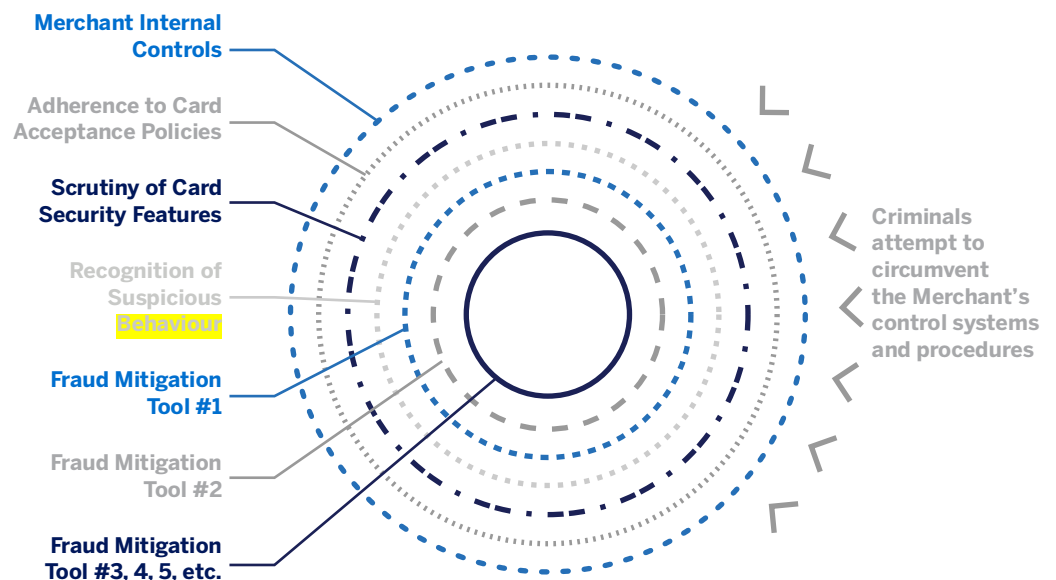 Merchant Internal
Controls
Adherence to Card
Acceptance Policies
Scrutiny of Card
Security Features
Recognition of
Suspicious
Behaviour
Fraud Mitigation
Tool #1
Fraud Mitigation
Tool #2
Fraud Mitigation
Tool #3, 4, 5, etc.
Criminals
attempt to
circumvent
the Merchant's
control systems
and procedures